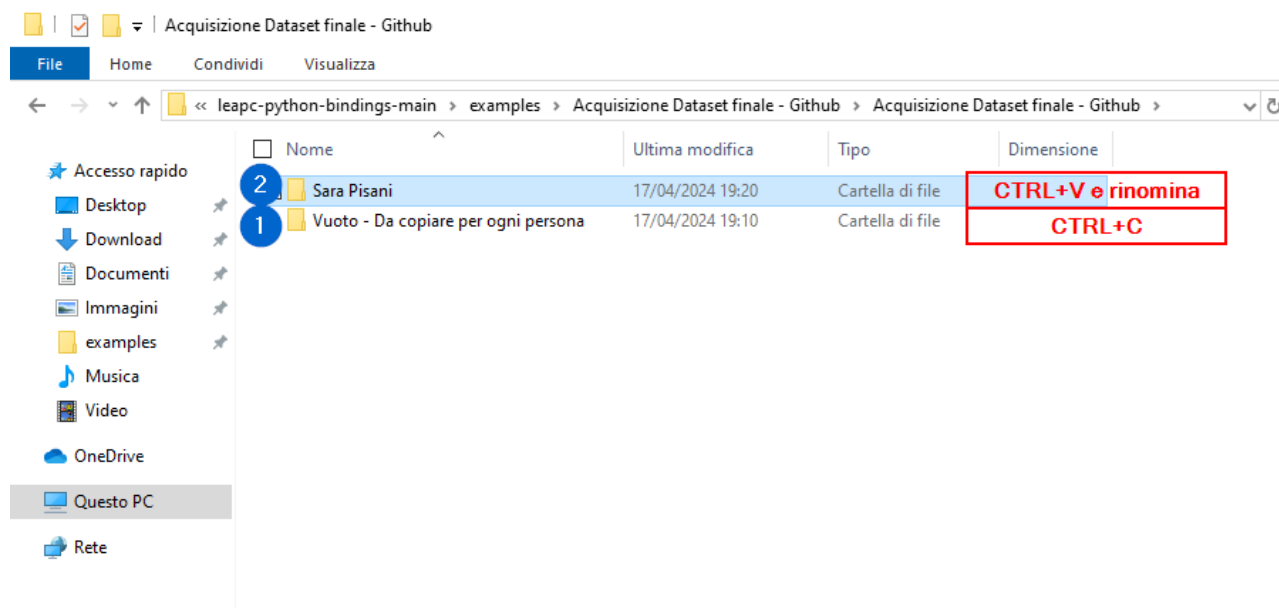 Acquisizione Dataset finale - Github
File Home Condividi Visualizza
« leapc-python-bindings-main > examples > Acquisizione Dataset finale - Github > Acquisizione Dataset finale - Github >
Nome Ultima modifica Tipo Dimensione
Accesso rapido
Desktop
Download
Documenti
Immagini
examples
Musica
Video
OneDrive
Questo PC
Rete
2 Sara Pisani 17/04/2024 19:20 Cartella di file CTRL+V e rinomina
1 Vuoto - Da copiare per ogni persona 17/04/2024 19:10 Cartella di file CTRL+C